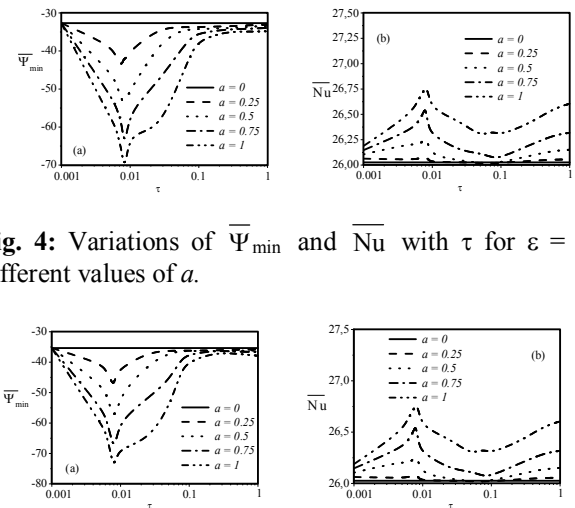 -30
-40
-50
-60
-70
Ψ̅min
a = 0
a = 0.25
a = 0.5
a = 0.75
a = 1
(a)
0.001 0.01 0.1 1
τ
27,50
27,25
27,00
26,75
26,50
26,25
26,00
N̅u̅
(b)
a = 0
a = 0.25
a = 0.5
a = 0.75
a = 1
0.001 0.01 0.1 1
τ
ig. 4: Variations of Ψ̅min and N̅u̅ with τ for ε =
fferent values of a.
-30
-40
-50
-60
-70
-80
Ψ̅min
a = 0
a = 0.25
a = 0.5
a = 0.75
a = 1
(a)
0.001 0.01 0.1 1
τ
27,5
27,0
26,5
26,0
N̅u̅
a = 0
a = 0.25
a = 0.5
a = 0.75
a = 1
(b)
0.001 0.01 0.1 1
τ